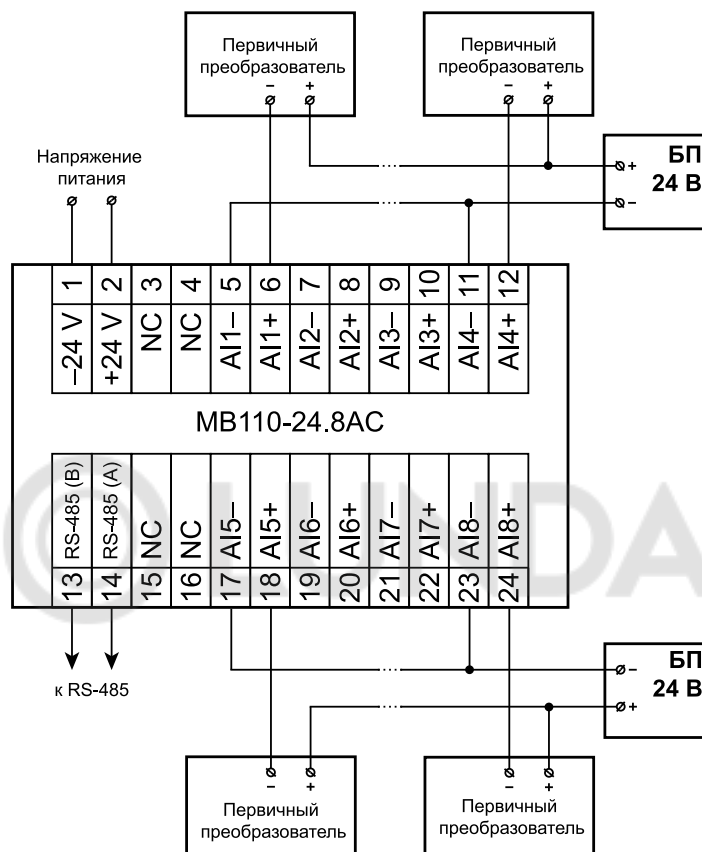 Первичный
преобразователь
– +
Первичный
преобразователь
– +
Напряжение
питания
БП
24 В
+
–
1 2 3 4 5 6 7 8 9 10 11 12
–24 V +24 V NC NC AI1– AI1+ AI2– AI2+ AI3– AI3+ AI4– AI4+
МВ110-24.8АС
RS-485 (B) RS-485 (A) NC NC AI5– AI5+ AI6– AI6+ AI7– AI7+ AI8– AI8+
13 14 15 16 17 18 19 20 21 22 23 24
© LUNDA
к RS-485
БП
24 В
–
+
– +
Первичный
преобразователь
– +
Первичный
преобразователь